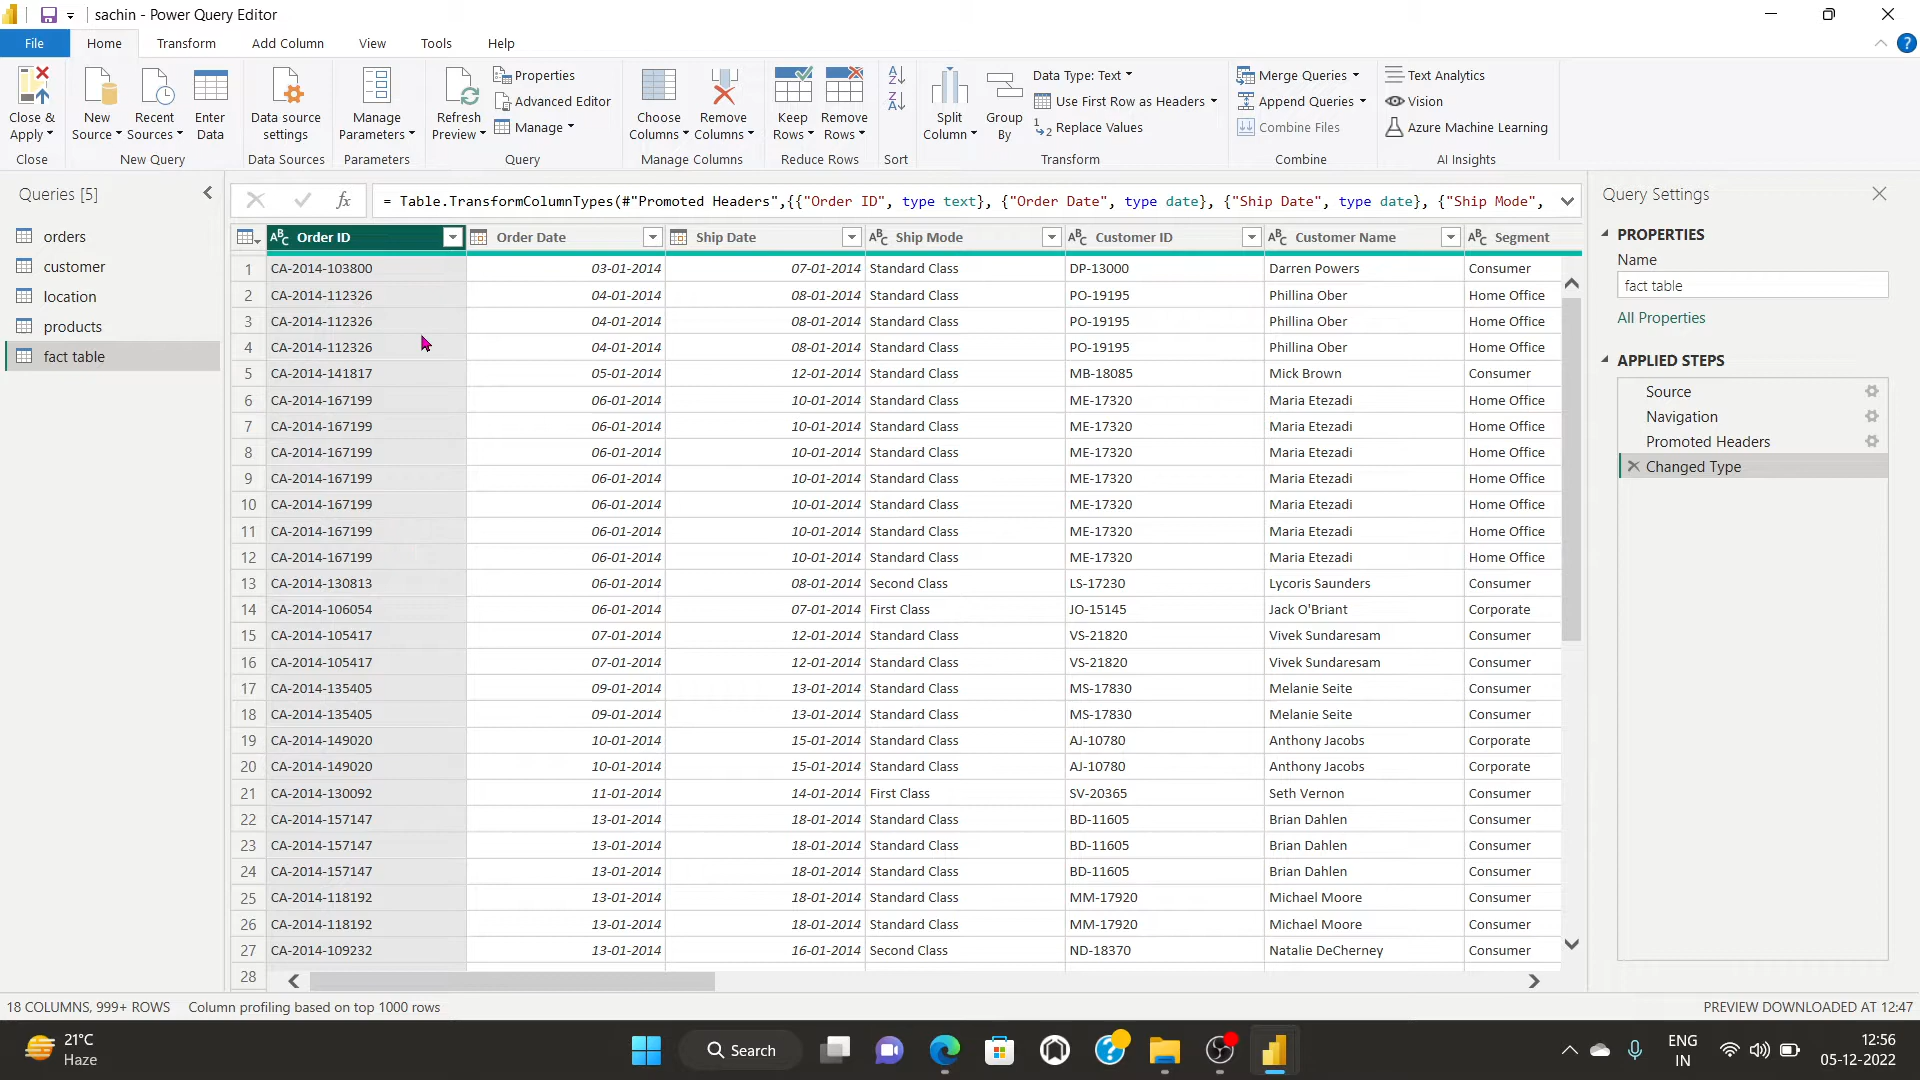 sachin - Power Query Editor
File Home Transform Add Column View Tools Help
Close & Apply
Close
New Source
Recent Sources
Enter Data
New Query
Data source settings
Data Sources
Manage Parameters
Parameters
Refresh Preview
Properties
Advanced Editor
Manage
Query
Choose Columns
Remove Columns
Manage Columns
Keep Rows
Remove Rows
Reduce Rows
Sort
Split Column
Group By
Data Type: Text
Use First Row as Headers
Replace Values
Transform
Merge Queries
Append Queries
Combine Files
Combine
Text Analytics
Vision
Azure Machine Learning
AI Insights
Queries [5]
orders
customer
location
products
fact table
fx = Table.TransformColumnTypes(#"Promoted Headers",{{"Order ID", type text}, {"Order Date", type date}, {"Ship Date", type date}, {"Ship Mode",
Order ID Order Date Ship Date Ship Mode Customer ID Customer Name Segment
1 CA-2014-103800 03-01-2014 07-01-2014 Standard Class DP-13000 Darren Powers Consumer
2 CA-2014-112326 04-01-2014 08-01-2014 Standard Class PO-19195 Phillina Ober Home Office
3 CA-2014-112326 04-01-2014 08-01-2014 Standard Class PO-19195 Phillina Ober Home Office
4 CA-2014-112326 04-01-2014 08-01-2014 Standard Class PO-19195 Phillina Ober Home Office
5 CA-2014-141817 05-01-2014 12-01-2014 Standard Class MB-18085 Mick Brown Consumer
6 CA-2014-167199 06-01-2014 10-01-2014 Standard Class ME-17320 Maria Etezadi Home Office
7 CA-2014-167199 06-01-2014 10-01-2014 Standard Class ME-17320 Maria Etezadi Home Office
8 CA-2014-167199 06-01-2014 10-01-2014 Standard Class ME-17320 Maria Etezadi Home Office
9 CA-2014-167199 06-01-2014 10-01-2014 Standard Class ME-17320 Maria Etezadi Home Office
10 CA-2014-167199 06-01-2014 10-01-2014 Standard Class ME-17320 Maria Etezadi Home Office
11 CA-2014-167199 06-01-2014 10-01-2014 Standard Class ME-17320 Maria Etezadi Home Office
12 CA-2014-167199 06-01-2014 10-01-2014 Standard Class ME-17320 Maria Etezadi Home Office
13 CA-2014-130813 06-01-2014 08-01-2014 Second Class LS-17230 Lycoris Saunders Consumer
14 CA-2014-106054 06-01-2014 07-01-2014 First Class JO-15145 Jack O'Briant Corporate
15 CA-2014-105417 07-01-2014 12-01-2014 Standard Class VS-21820 Vivek Sundaresam Consumer
16 CA-2014-105417 07-01-2014 12-01-2014 Standard Class VS-21820 Vivek Sundaresam Consumer
17 CA-2014-135405 09-01-2014 13-01-2014 Standard Class MS-17830 Melanie Seite Consumer
18 CA-2014-135405 09-01-2014 13-01-2014 Standard Class MS-17830 Melanie Seite Consumer
19 CA-2014-149020 10-01-2014 15-01-2014 Standard Class AJ-10780 Anthony Jacobs Corporate
20 CA-2014-149020 10-01-2014 15-01-2014 Standard Class AJ-10780 Anthony Jacobs Corporate
21 CA-2014-130092 11-01-2014 14-01-2014 First Class SV-20365 Seth Vernon Consumer
22 CA-2014-157147 13-01-2014 18-01-2014 Standard Class BD-11605 Brian Dahlen Consumer
23 CA-2014-157147 13-01-2014 18-01-2014 Standard Class BD-11605 Brian Dahlen Consumer
24 CA-2014-157147 13-01-2014 18-01-2014 Standard Class BD-11605 Brian Dahlen Consumer
25 CA-2014-118192 13-01-2014 18-01-2014 Standard Class MM-17920 Michael Moore Consumer
26 CA-2014-118192 13-01-2014 18-01-2014 Standard Class MM-17920 Michael Moore Consumer
27 CA-2014-109232 13-01-2014 16-01-2014 Second Class ND-18370 Natalie DeCherney Consumer
28
Query Settings
PROPERTIES
Name
fact table
All Properties
APPLIED STEPS
Source
Navigation
Promoted Headers
Changed Type
18 COLUMNS, 999+ ROWS Column profiling based on top 1000 rows
PREVIEW DOWNLOADED AT 12:47
21°C
Haze
Search
ENG
IN
12:56
05-12-2022